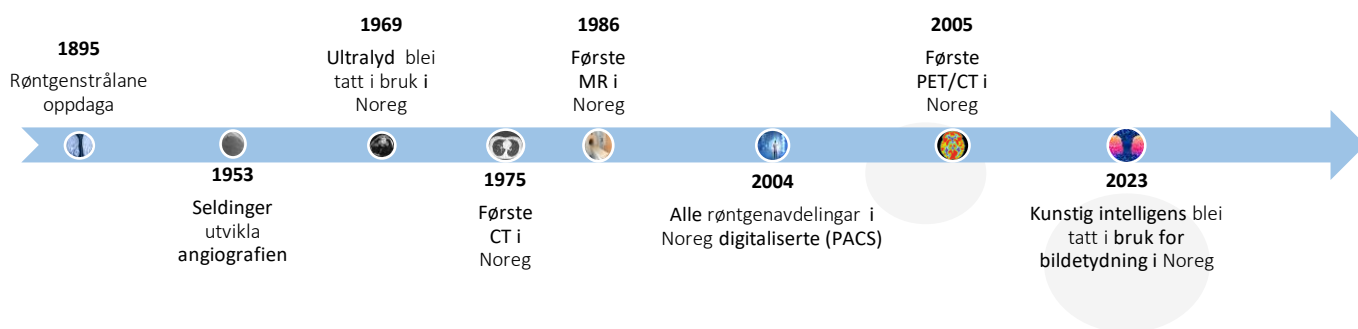 1895
Røntgenstrålane
oppdaga
1953
Seldinger
utvikla
angiografien
1969
Ultralyd blei
tatt i bruk i
Noreg
1975
Første
CT i
Noreg
1986
Første
MR i
Noreg
2004
Alle røntgenavdelingar i
Noreg digitaliserte (PACS)
2005
Første
PET/CT i
Noreg
2023
Kunstig intelligens blei
tatt i bruk for
bildetydning i Noreg